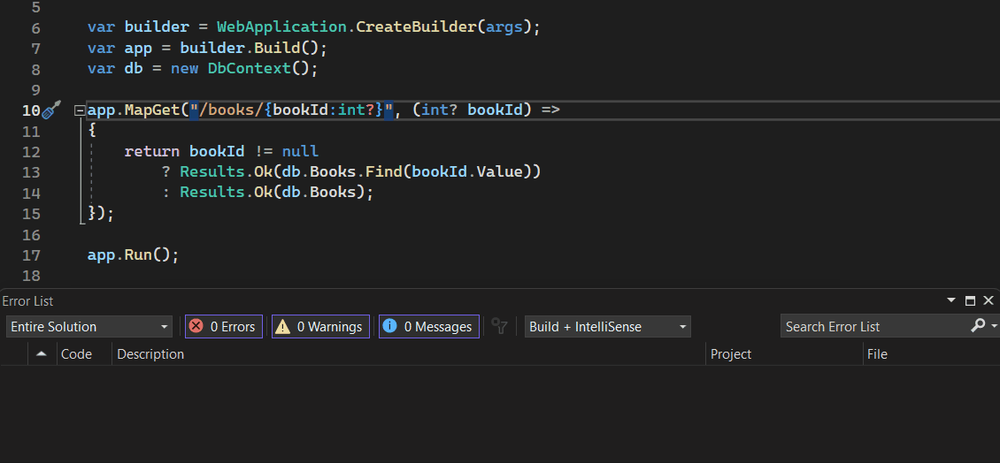 5
6 var builder = WebApplication.CreateBuilder(args);
7 var app = builder.Build();
8 var db = new DbContext();
9
10 app.MapGet("/books/{bookId:int?}", (int? bookId) =>
11 {
12 return bookId != null
13 ? Results.Ok(db.Books.Find(bookId.Value))
14 : Results.Ok(db.Books);
15 });
16
17 app.Run();
18
Error List
Entire Solution 0 Errors 0 Warnings 0 Messages Build + IntelliSense Search Error List
Code Description Project File